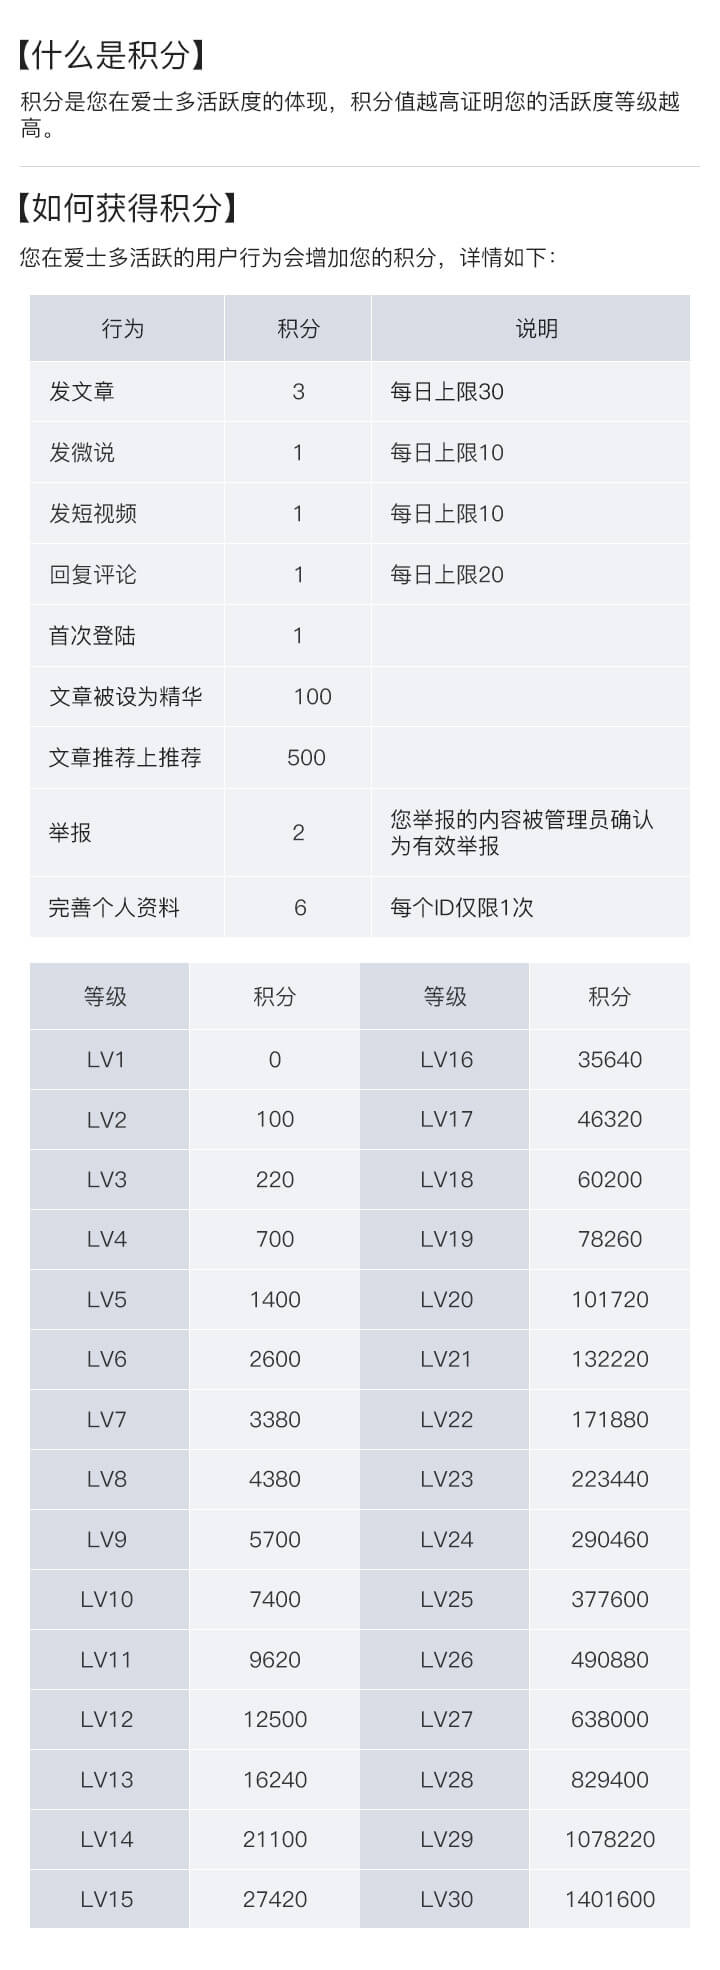 【什么是积分】
积分是您在爱士多活跃度的体现，积分值越高证明您的活跃度等级越
高。
【如何获得积分】
您在爱士多活跃的用户行为会增加您的积分，详情如下：
行为 积分 说明
发文章 3 每日上限30
发微说 1 每日上限10
发短视频 1 每日上限10
回复评论 1 每日上限20
首次登陆 1
文章被设为精华 100
文章推荐上推荐 500
举报 2 您举报的内容被管理员确认
为有效举报
完善个人资料 6 每个ID仅限1次
等级 积分 等级 积分
LV1 0 LV16 35640
LV2 100 LV17 46320
LV3 220 LV18 60200
LV4 700 LV19 78260
LV5 1400 LV20 101720
LV6 2600 LV21 132220
LV7 3380 LV22 171880
LV8 4380 LV23 223440
LV9 5700 LV24 290460
LV10 7400 LV25 377600
LV11 9620 LV26 490880
LV12 12500 LV27 638000
LV13 16240 LV28 829400
LV14 21100 LV29 1078220
LV15 27420 LV30 1401600